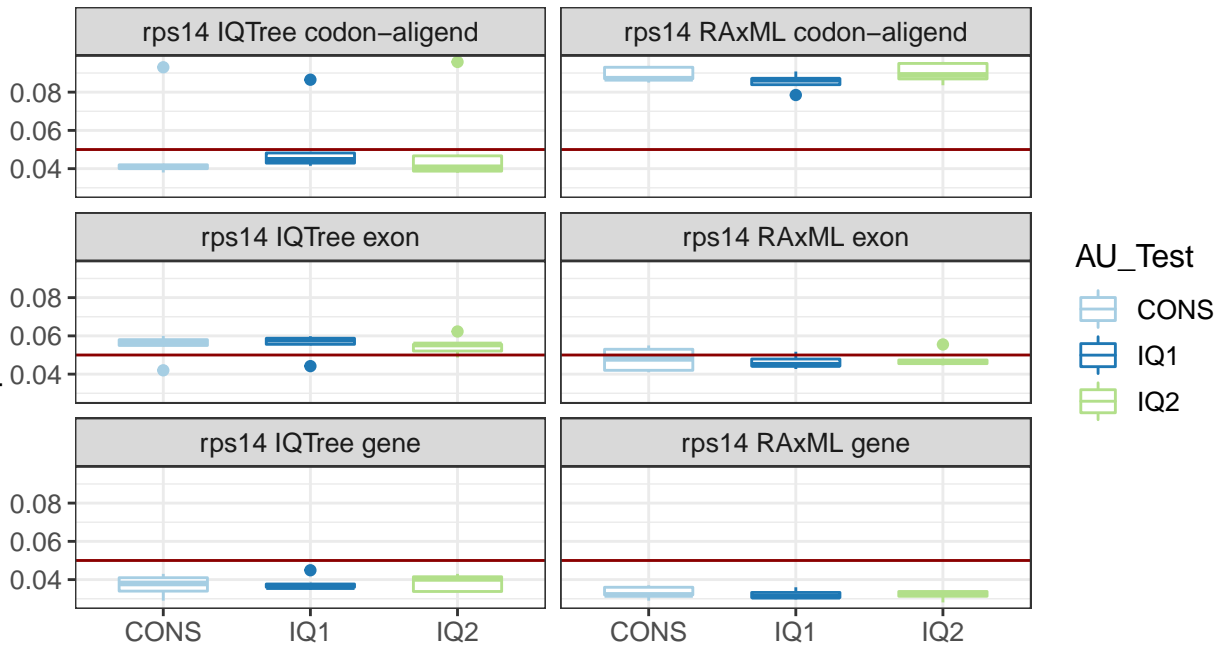 rps14 IQTree codon−aligend
rps14 RAxML codon−aligend
0.08
0.06
0.04
rps14 IQTree exon
rps14 RAxML exon
0.08
0.06
0.04
rps14 IQTree gene
rps14 RAxML gene
0.08
0.06
0.04
CONS
IQ1
IQ2
CONS
IQ1
IQ2
AU_Test
CONS
IQ1
IQ2